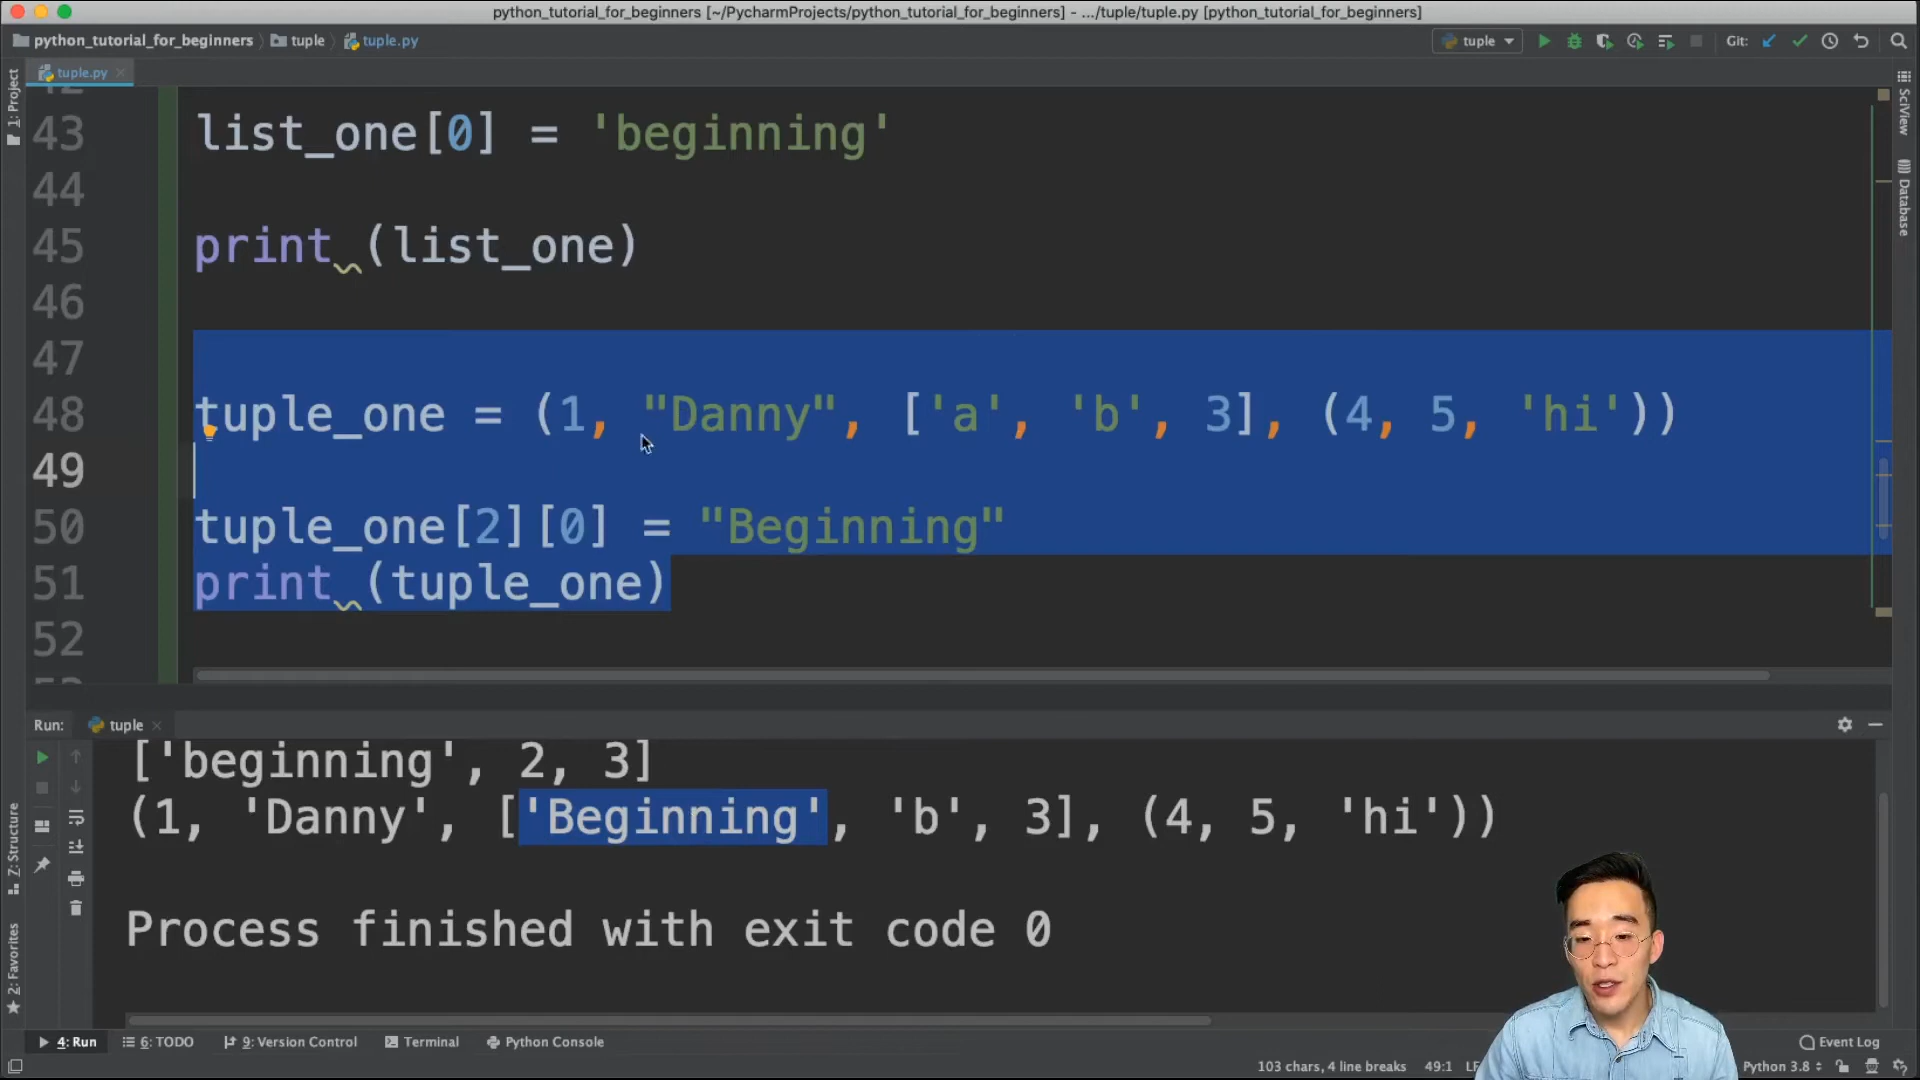 python_tutorial_for_beginners [~/PycharmProjects/python_tutorial_for_beginners] - .../tuple/tuple.py [python_tutorial_for_beginners]
python_tutorial_for_beginners tuple tuple.py tuple Git:
tuple.py
1: Project
SciView
Database
43 list_one[0] = 'beginning'
44
45 print (list_one)
46
47
48 tuple_one = (1, "Danny", ['a', 'b', 3], (4, 5, 'hi'))
49
50 tuple_one[2][0] = "Beginning"
51 print (tuple_one)
52
Run: tuple
['beginning', 2, 3]
(1, 'Danny', ['Beginning', 'b', 3], (4, 5, 'hi'))
Process finished with exit code 0
Z: Structure
2: Favorites
4: Run 6: TODO 9: Version Control Terminal Python Console Event Log
103 chars, 4 line breaks 49:1 Python 3.8